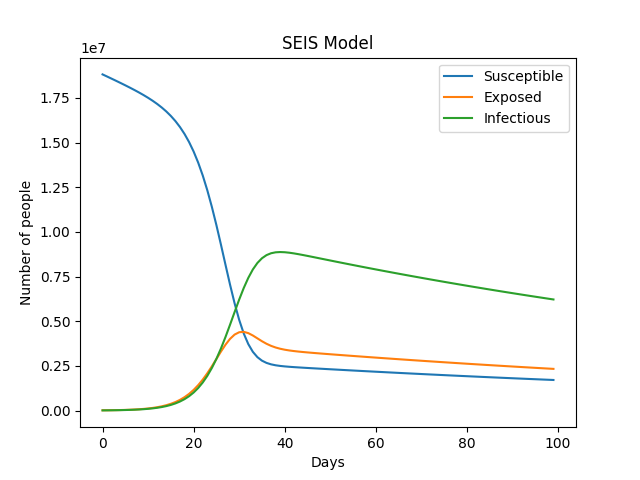 SEIS Model
1e7
Susceptible
Exposed
Infectious
1.75
1.50
1.25
1.00
0.75
0.50
0.25
0.00
Number of people
0 20 40 60 80 100
Days